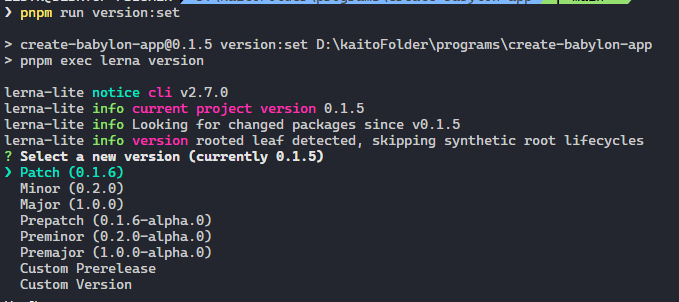 ❯ pnpm run version:set
> create-babylon-app@0.1.5 version:set D:\kaitoFolder\programs\create-babylon-app
> pnpm exec lerna version
lerna-lite notice cli v2.7.0
lerna-lite info current project version 0.1.5
lerna-lite info Looking for changed packages since v0.1.5
lerna-lite info version rooted leaf detected, skipping synthetic root lifecycles
? Select a new version (currently 0.1.5)
❯ Patch (0.1.6)
Minor (0.2.0)
Major (1.0.0)
Prepatch (0.1.6-alpha.0)
Preminor (0.2.0-alpha.0)
Premajor (1.0.0-alpha.0)
Custom Prerelease
Custom Version